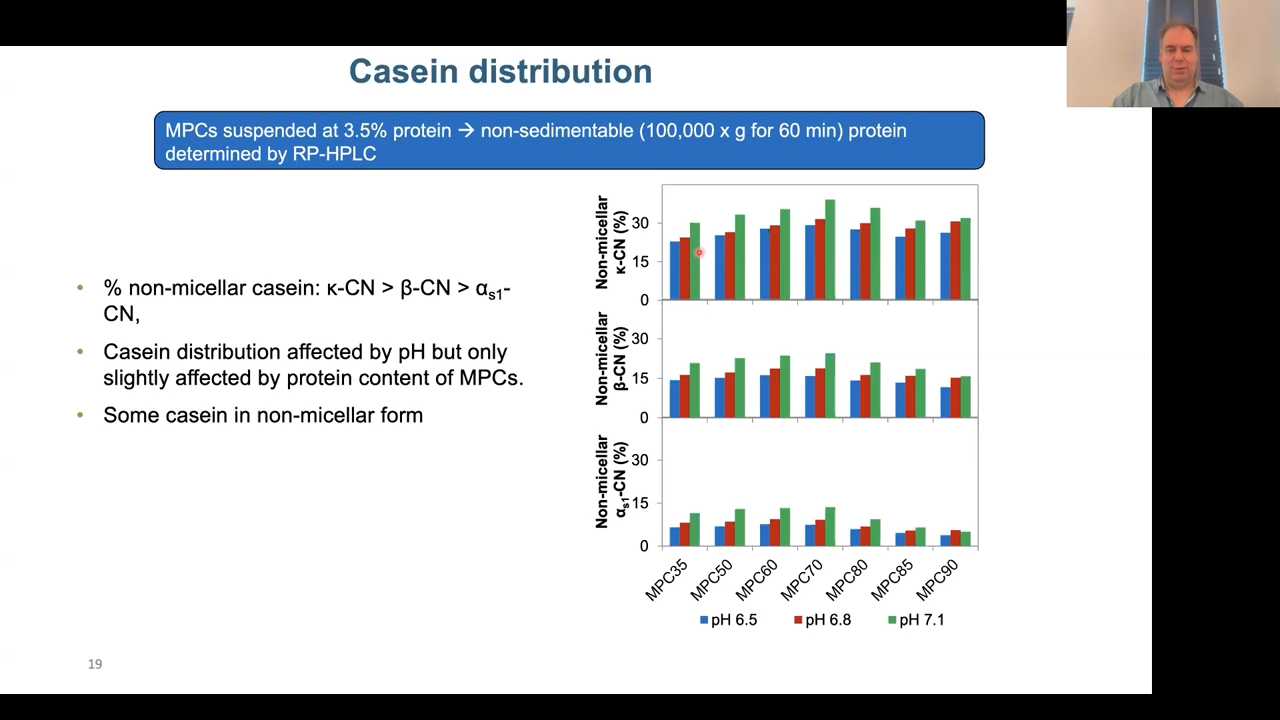 Casein distribution
MPCs suspended at 3.5% protein → non-sedimentable (100,000 x g for 60 min) protein
determined by RP-HPLC
• % non-micellar casein: κ-CN > β-CN > αs1-
CN,
• Casein distribution affected by pH but only
slightly affected by protein content of MPCs.
• Some casein in non-micellar form
Non-micellar
κ-CN (%)
30
15
0
Non-micellar
β-CN (%)
30
15
0
Non-micellar
αs1-CN (%)
30
15
0
MPC35 MPC50 MPC60 MPC70 MPC80 MPC85 MPC90
pH 6.5 pH 6.8 pH 7.1
19